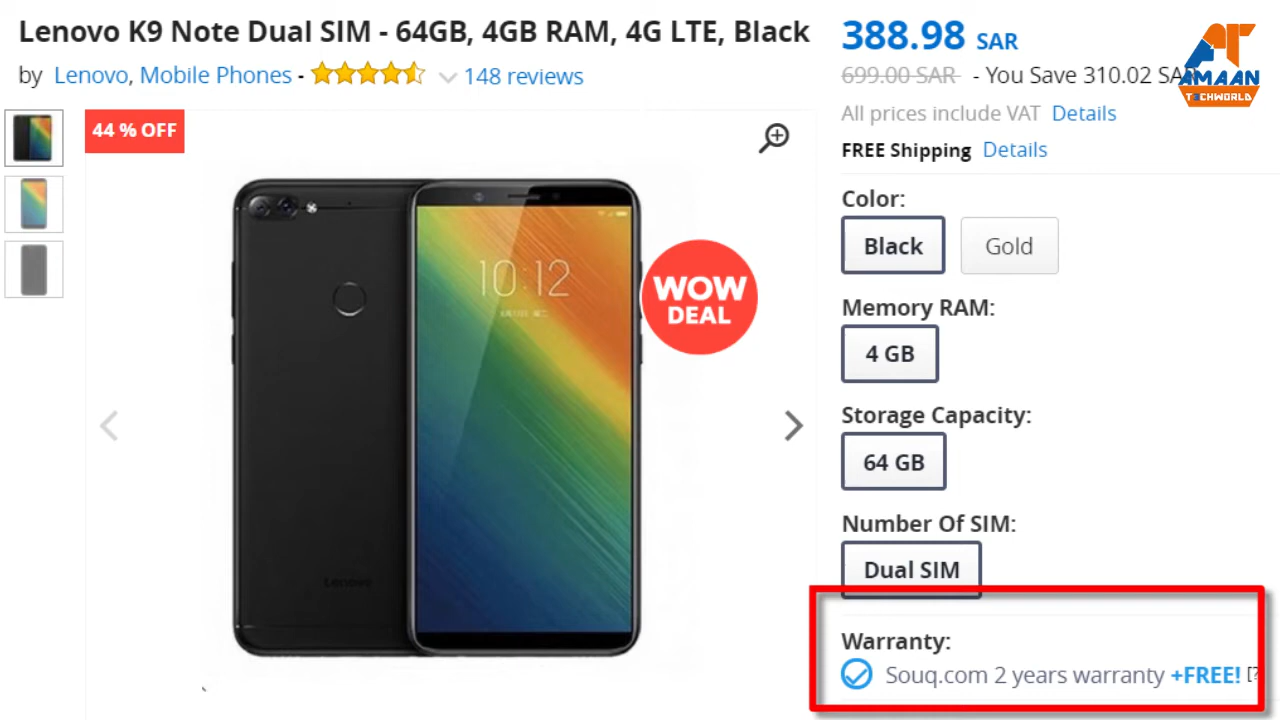 Lenovo K9 Note Dual SIM - 64GB, 4GB RAM, 4G LTE, Black
by Lenovo, Mobile Phones - 148 reviews
44 % OFF
10:12
WOW
DEAL
Lenovo
388.98 SAR
699.00 SAR - You Save 310.02 SA
AMAAN
TECHWORLD
All prices include VAT Details
FREE Shipping Details
Color:
Black Gold
Memory RAM:
4 GB
Storage Capacity:
64 GB
Number Of SIM:
Dual SIM
Warranty:
Souq.com 2 years warranty +FREE! [?